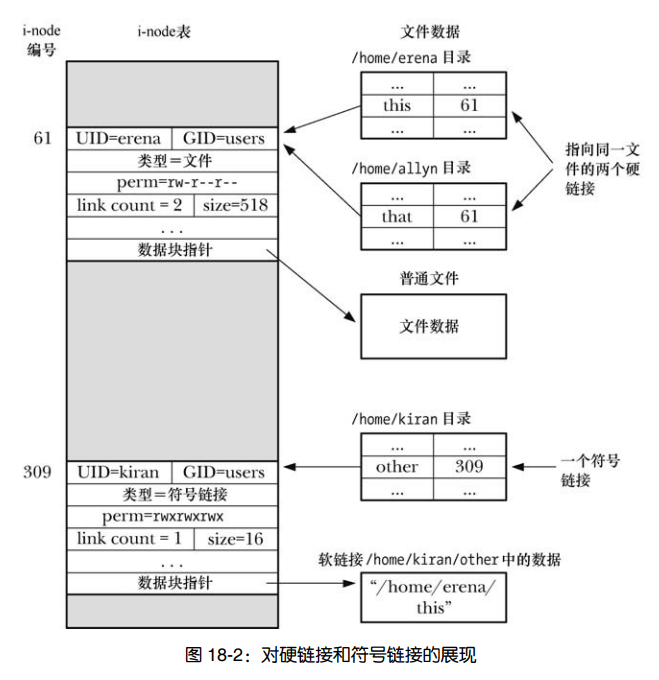 i-node
编号
i-node表
文件数据
/home/erena 目录
... ...
this 61
... ...
61
UID=erena GID=users
类型=文件
perm=rw-r--r--
link count = 2 size=518
...
数据块指针
指向同一文
件的两个硬
链接
/home/allyn 目录
... ...
that 61
... ...
普通文件
文件数据
/home/kiran 目录
... ...
other 309
... ...
一个符号
链接
309
UID=kiran GID=users
类型=符号链接
perm=rwxrwxrwx
link count = 1 size=16
...
数据块指针
软链接 /home/kiran/other 中的数据
“/home/erena/
this”
图 18-2：对硬链接和符号链接的展现